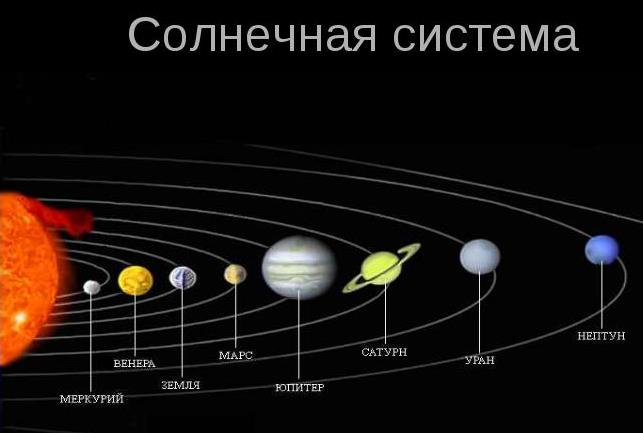 Солнечная система
МЕРКУРИЙ
ВЕНЕРА
ЗЕМЛЯ
МАРС
ЮПИТЕР
САТУРН
УРАН
НЕПТУН